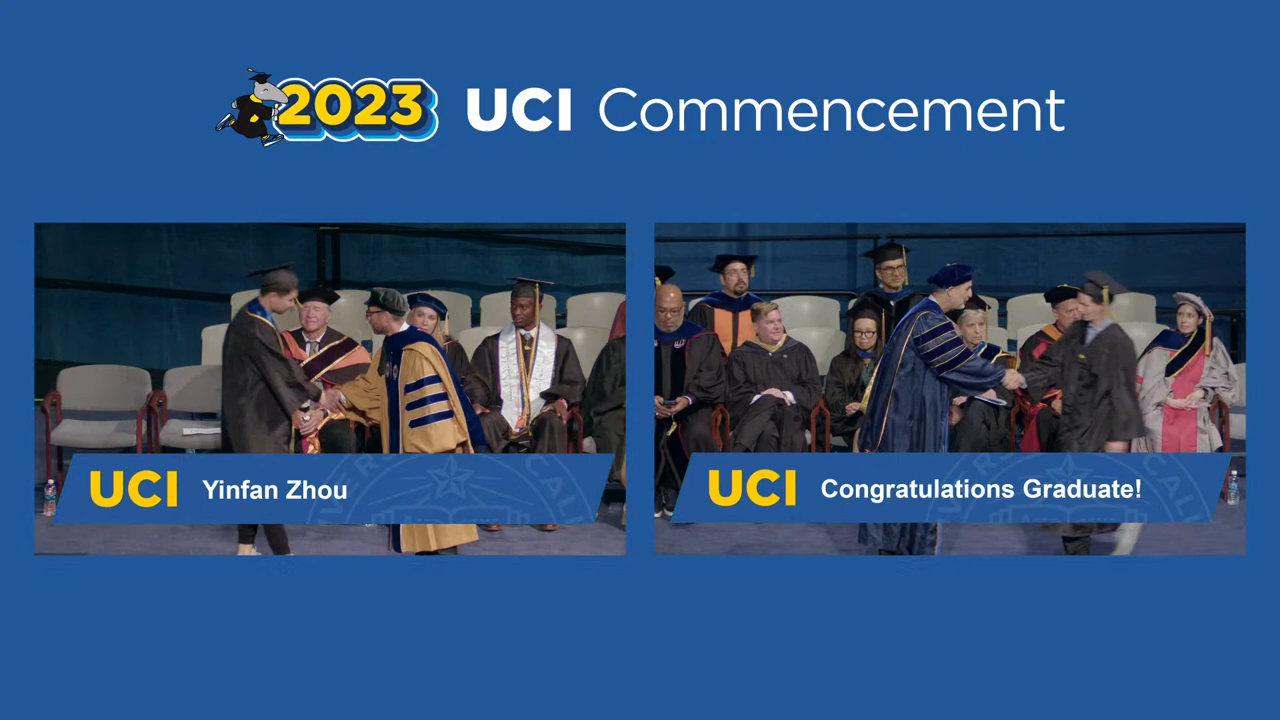 2023 UCI Commencement
UCI Yinfan Zhou
UCI Congratulations Graduate!